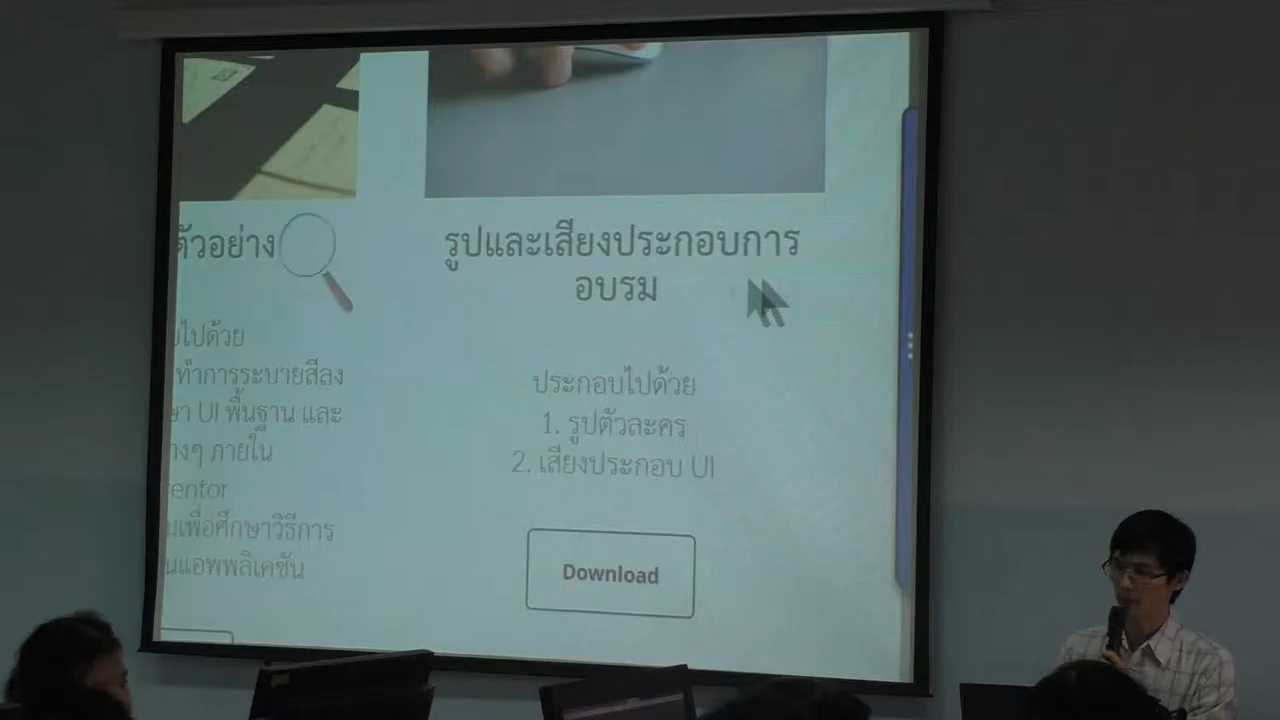 ตัวอย่าง
ไปด้วย
ทำการระบายสีลง
UI พื้นฐาน และ
างๆ ภายใน
entor
เพื่อศึกษาวิธีการ
แอพพลิเคชัน
รูปและเสียงประกอบการ
อบรม
ประกอบไปด้วย
1. รูปตัวละคร
2. เสียงประกอบ UI
Download